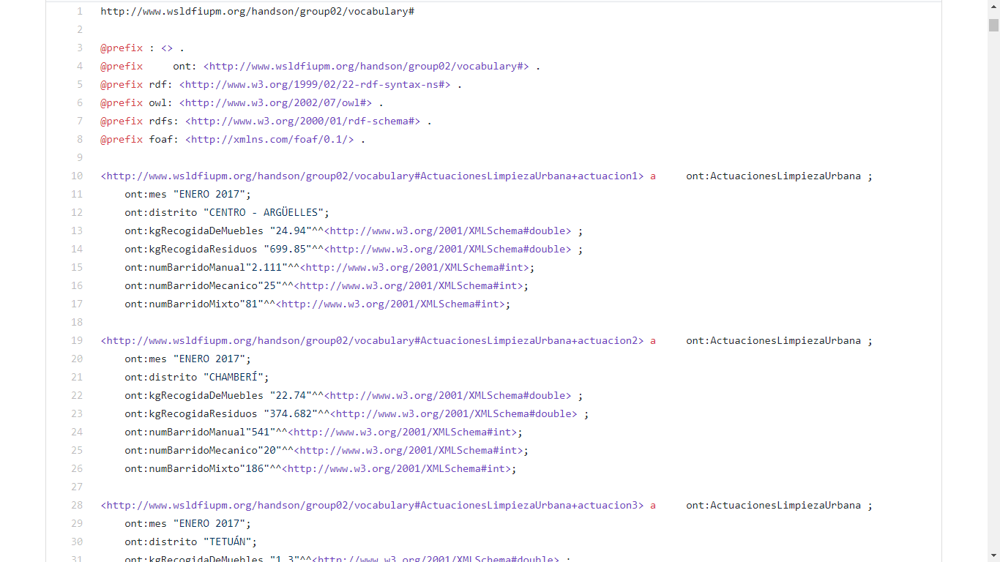 1 http://www.wsldfiupm.org/handson/group02/vocabulary#
2
3 @prefix : <> .
4 @prefix ont: <http://www.wsldfiupm.org/handson/group02/vocabulary#> .
5 @prefix rdf: <http://www.w3.org/1999/02/22-rdf-syntax-ns#> .
6 @prefix owl: <http://www.w3.org/2002/07/owl#> .
7 @prefix rdfs: <http://www.w3.org/2000/01/rdf-schema#> .
8 @prefix foaf: <http://xmlns.com/foaf/0.1/> .
9
10 <http://www.wsldfiupm.org/handson/group02/vocabulary#ActuacionesLimpiezaUrbana+actuacion1> a ont:ActuacionesLimpiezaUrbana ;
11 ont:mes "ENERO 2017";
12 ont:distrito "CENTRO - ARGÜELLES";
13 ont:kgRecogidaDeMuebles "24.94"^^<http://www.w3.org/2001/XMLSchema#double> ;
14 ont:kgRecogidaResiduos "699.85"^^<http://www.w3.org/2001/XMLSchema#double> ;
15 ont:numBarridoManual"2.111"^^<http://www.w3.org/2001/XMLSchema#int>;
16 ont:numBarridoMecanico"25"^^<http://www.w3.org/2001/XMLSchema#int>;
17 ont:numBarridoMixto"81"^^<http://www.w3.org/2001/XMLSchema#int>;
18
19 <http://www.wsldfiupm.org/handson/group02/vocabulary#ActuacionesLimpiezaUrbana+actuacion2> a ont:ActuacionesLimpiezaUrbana ;
20 ont:mes "ENERO 2017";
21 ont:distrito "CHAMBERÍ";
22 ont:kgRecogidaDeMuebles "22.74"^^<http://www.w3.org/2001/XMLSchema#double> ;
23 ont:kgRecogidaResiduos "374.682"^^<http://www.w3.org/2001/XMLSchema#double> ;
24 ont:numBarridoManual"541"^^<http://www.w3.org/2001/XMLSchema#int>;
25 ont:numBarridoMecanico"20"^^<http://www.w3.org/2001/XMLSchema#int>;
26 ont:numBarridoMixto"186"^^<http://www.w3.org/2001/XMLSchema#int>;
27
28 <http://www.wsldfiupm.org/handson/group02/vocabulary#ActuacionesLimpiezaUrbana+actuacion3> a ont:ActuacionesLimpiezaUrbana ;
29 ont:mes "ENERO 2017";
30 ont:distrito "TETUÁN";
31 ont:kgRecogidaDeMuebles "1.3"^^<http://www.w3.org/2001/XMLSchema#double> ;